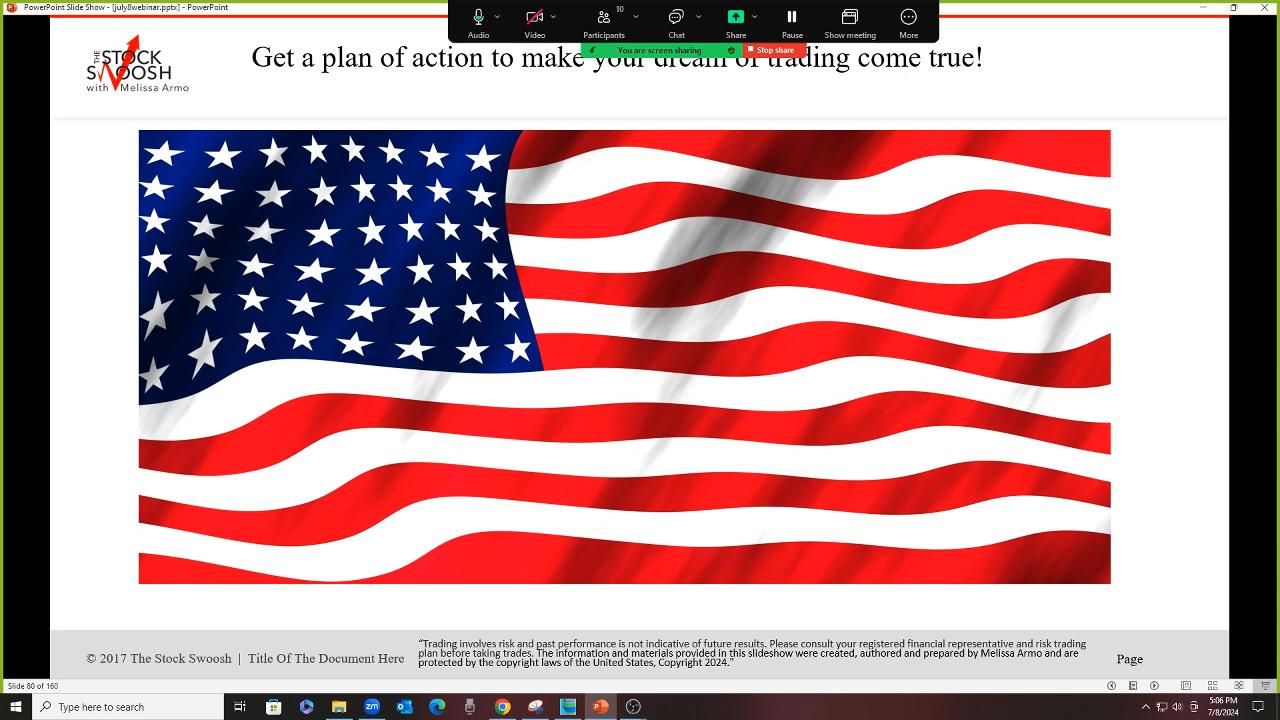 PowerPoint Slide Show - [july8webinar.pptx] - PowerPoint
10
Audio
Video
Participants
Chat
Share
Pause
Show meeting
More
You are screen sharing
Stop share
THE
STOCK
SWOOSH
with Melissa Armo
Get a plan of action to make your dream of trading come true!
© 2017 The Stock Swoosh | Title Of The Document Here
"Trading involves risk and past performance is not indicative of future results. Please consult your registered financial representative and risk trading
plan before taking trades. The information and materials provided in this slideshow were created, authored and prepared by Melissa Armo and are
protected by the copyright laws of the United States, Copyright 2024."
Page
Slide 80 of 160
Type here to search
5:06 PM
7/8/2024